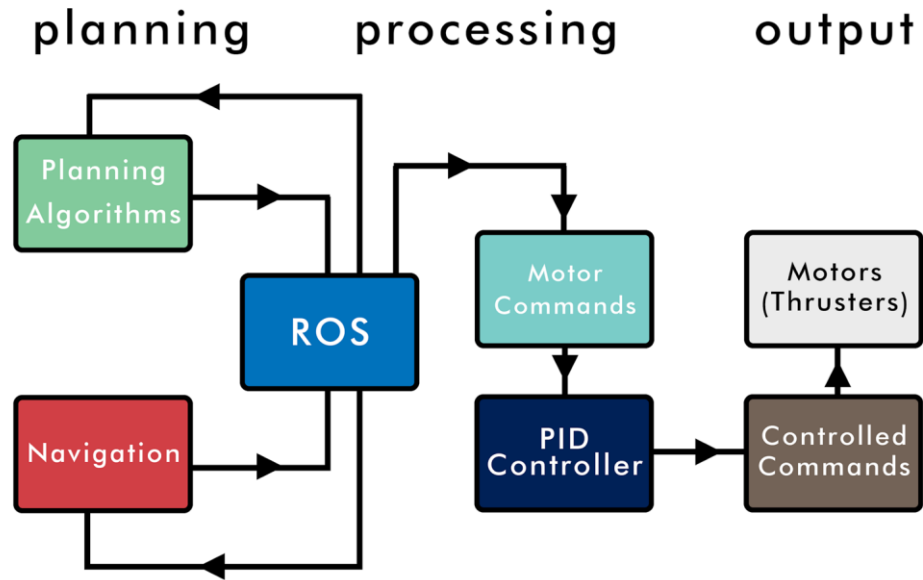 planning processing output
Planning
Algorithms
ROS
Navigation
Motor
Commands
PID
Controller
Motors
(Thrusters)
Controlled
Commands